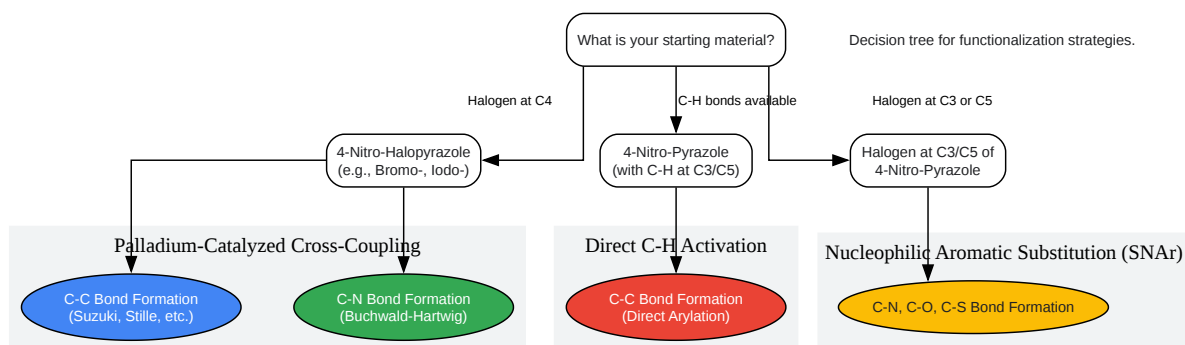 What is your starting material?
Decision tree for functionalization strategies.
Halogen at C4
C-H bonds available
Halogen at C3 or C5
4-Nitro-Halopyrazole
(e.g., Bromo-, Iodo-)
4-Nitro-Pyrazole
(with C-H at C3/C5)
Halogen at C3/C5 of
4-Nitro-Pyrazole
Palladium-Catalyzed Cross-Coupling
Direct C-H Activation
Nucleophilic Aromatic Substitution (SNAr)
C-C Bond Formation
(Suzuki, Stille, etc.)
C-N Bond Formation
(Buchwald-Hartwig)
C-C Bond Formation
(Direct Arylation)
C-N, C-O, C-S Bond Formation